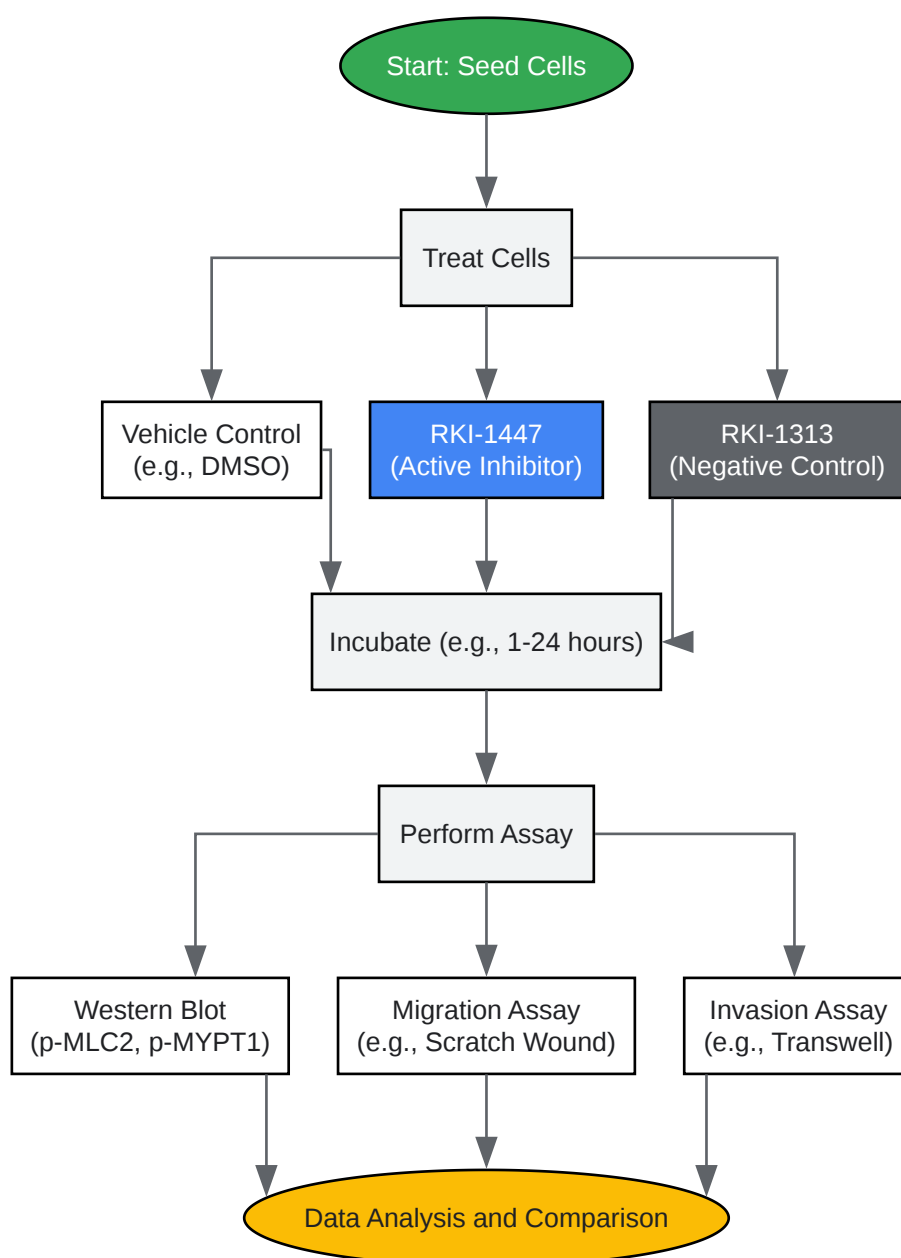 Start: Seed Cells
Treat Cells
Vehicle Control
(e.g., DMSO)
RKI-1447
(Active Inhibitor)
RKI-1313
(Negative Control)
Incubate (e.g., 1-24 hours)
Perform Assay
Western Blot
(p-MLC2, p-MYPT1)
Migration Assay
(e.g., Scratch Wound)
Invasion Assay
(e.g., Transwell)
Data Analysis and Comparison